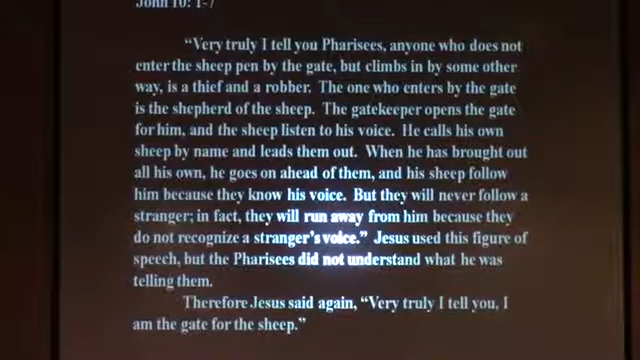 John 10: 1-7
"Very truly I tell you Pharisees, anyone who does not
enter the sheep pen by the gate, but climbs in by some other
way, is a thief and a robber. The one who enters by the gate
is the shepherd of the sheep. The gatekeeper opens the gate
for him, and the sheep listen to his voice. He calls his own
sheep by name and leads them out. When he has brought out
all his own, he goes on ahead of them, and his sheep follow
him because they know his voice. But they will never follow a
stranger; in fact, they will run away from him because they
do not recognize a stranger's voice." Jesus used this figure of
speech, but the Pharisees did not understand what he was
telling them.
Therefore Jesus said again, "Very truly I tell you, I
am the gate for the sheep."